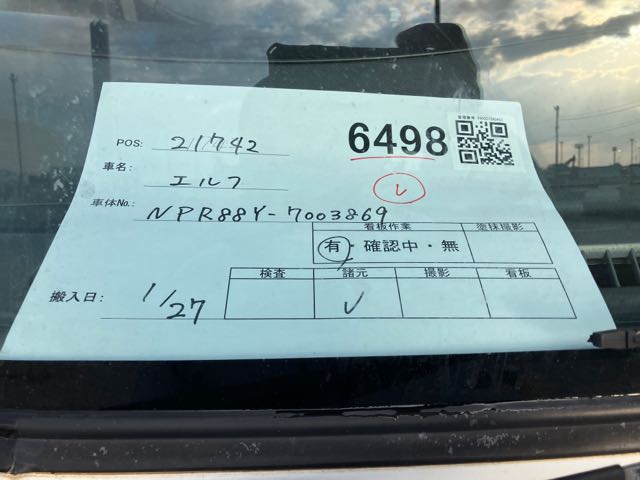 POS: 21742
6498
車名: エルフ
レ
車体No.: NPR88Y-7003869
看板作業 塗抹撮影
有・確認中・無
検査 諸元 撮影 看板
搬入日: 1/27
レ